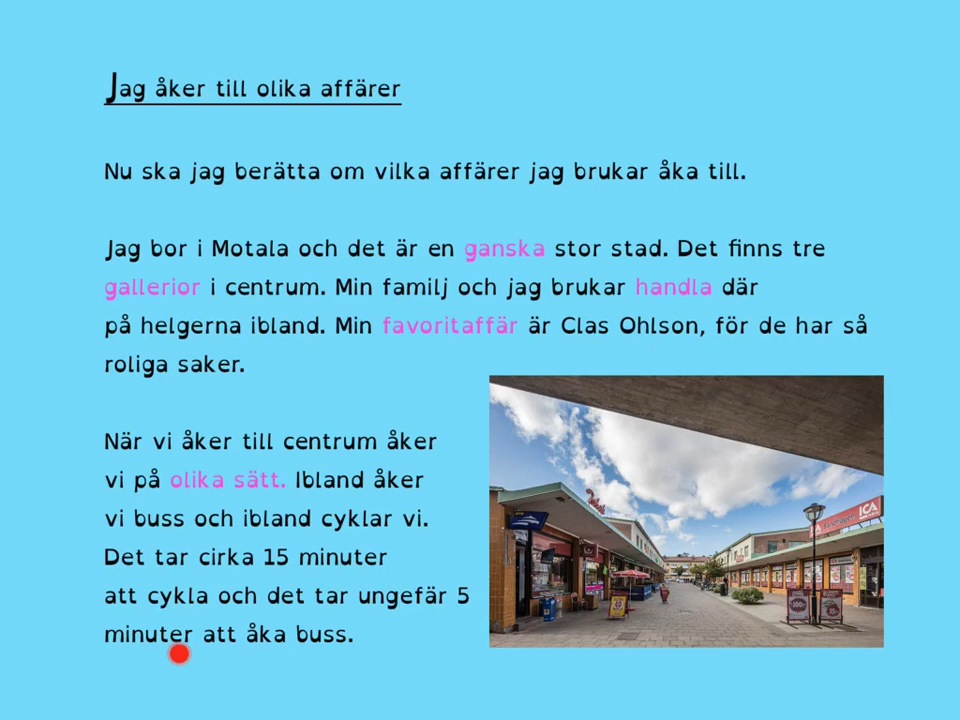 Jag åker till olika affärer
Nu ska jag berätta om vilka affärer jag brukar åka till.
Jag bor i Motala och det är en ganska stor stad. Det finns tre
gallerior i centrum. Min familj och jag brukar handla där
på helgerna ibland. Min favoritaffär är Clas Ohlson, för de har så
roliga saker.
När vi åker till centrum åker
vi på olika sätt. Ibland åker
vi buss och ibland cyklar vi.
Det tar cirka 15 minuter
att cykla och det tar ungefär 5
minuter att åka buss.
ICA